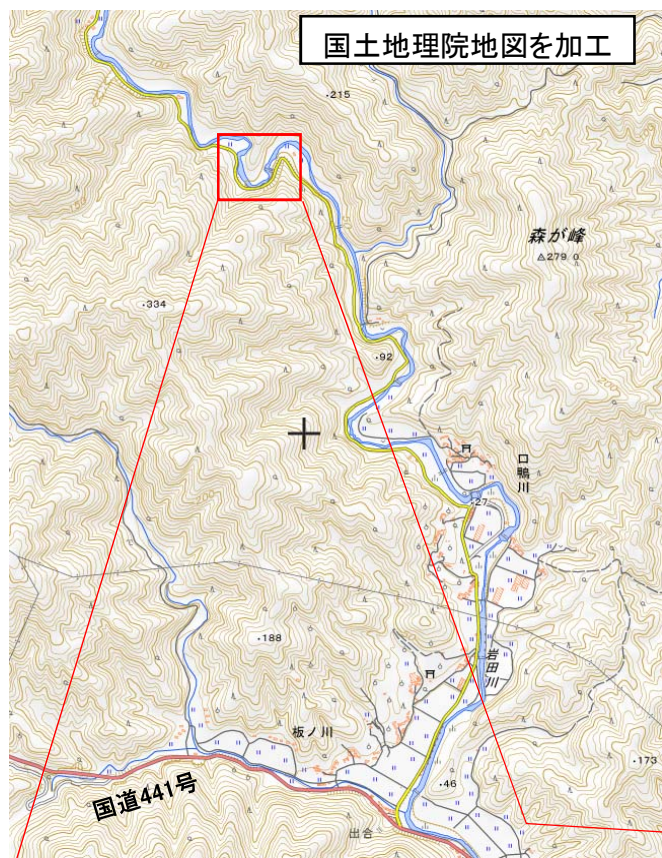 国土地理院地図を加工
・215
森が峰
△279.0
・334
・92
口鴨川
・27
・188
岩田川
板ノ川
・173
国道441号
・46
出合